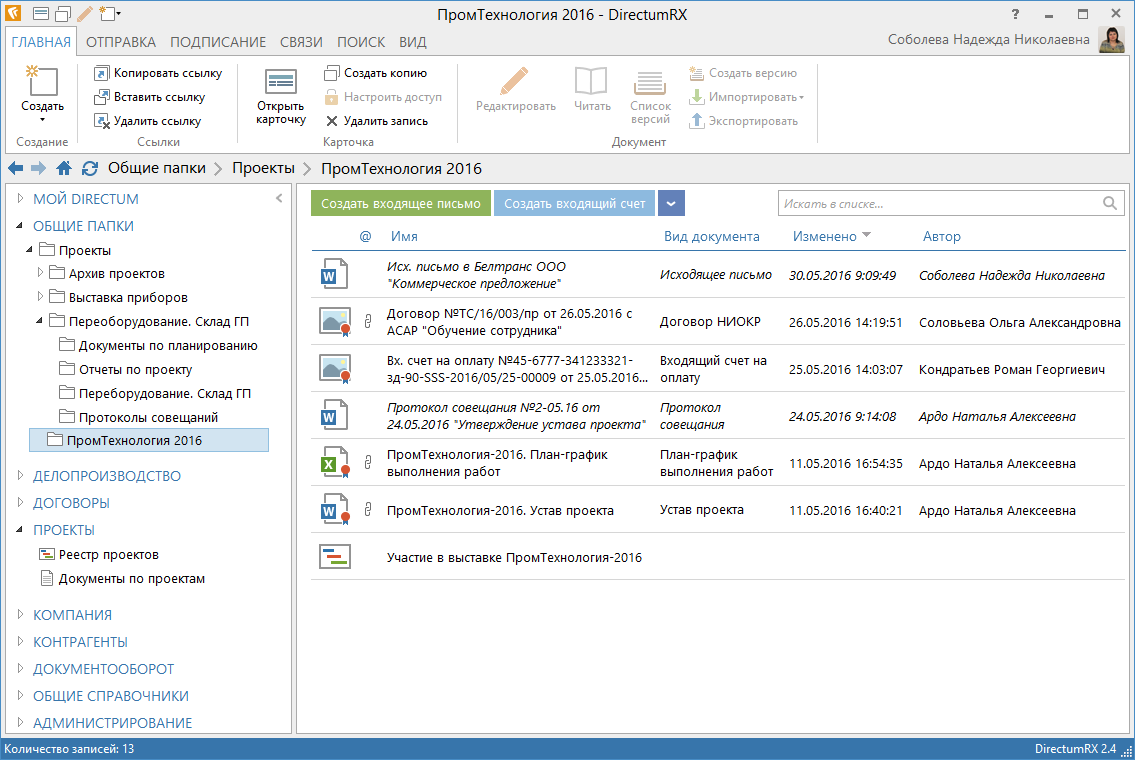 ПромТехнология 2016 - DirectumRX
?
ГЛАВНАЯ ОТПРАВКА ПОДПИСАНИЕ СВЯЗИ ПОИСК ВИД
Соболева Надежда Николаевна
Создать
Создание
Копировать ссылку
Вставить ссылку
Удалить ссылку
Ссылки
Открыть
карточку
Создать копию
Настроить доступ
Удалить запись
Карточка
Редактировать
Читать
Список
версий
Создать версию
Импортировать
Экспортировать
Документ
Общие папки Проекты ПромТехнология 2016
МОЙ DIRECTUM
ОБЩИЕ ПАПКИ
Проекты
Архив проектов
Выставка приборов
Переоборудование. Склад ГП
Документы по планированию
Отчеты по проекту
Переборудование. Склад ГП
Протоколы совещаний
ПромТехнология 2016
ДЕЛОПРОИЗВОДСТВО
ДОГОВОРЫ
ПРОЕКТЫ
Реестр проектов
Документы по проектам
КОМПАНИЯ
КОНТРАГЕНТЫ
ДОКУМЕНТООБОРОТ
ОБЩИЕ СПРАВОЧНИКИ
АДМИНИСТРИРОВАНИЕ
Создать входящее письмо Создать входящий счет
Искать в списке...
@ Имя Вид документа Изменено Автор
Исх. письмо в Белтранс ООО
"Коммерческое предложение"
Исходящее письмо 30.05.2016 9:09:49 Соболева Надежда Николаевна
Договор №ТС/16/003/пр от 26.05.2016 с
АСАР "Обучение сотрудника"
Договор НИОКР 26.05.2016 14:19:51 Соловьева Ольга Александровна
Вх. счет на оплату №45-6777-341233321-
зд-90-SSS-2016/05/25-00009 от 25.05.2016...
Входящий счет на
оплату
25.05.2016 14:03:07 Кондратьев Роман Георгиевич
Протокол совещания №2-05.16 от
24.05.2016 "Утверждение устава проекта"
Протокол
совещания
24.05.2016 9:14:08 Ардо Наталья Алексеевна
ПромТехнология-2016. План-график
выполнения работ
План-график
выполнения работ
11.05.2016 16:54:35 Ардо Наталья Алексеевна
ПромТехнология-2016. Устав проекта Устав проекта 11.05.2016 16:40:21 Ардо Наталья Алексеевна
Участие в выставке ПромТехнология-2016
Количество записей: 13
DirectumRX 2.4